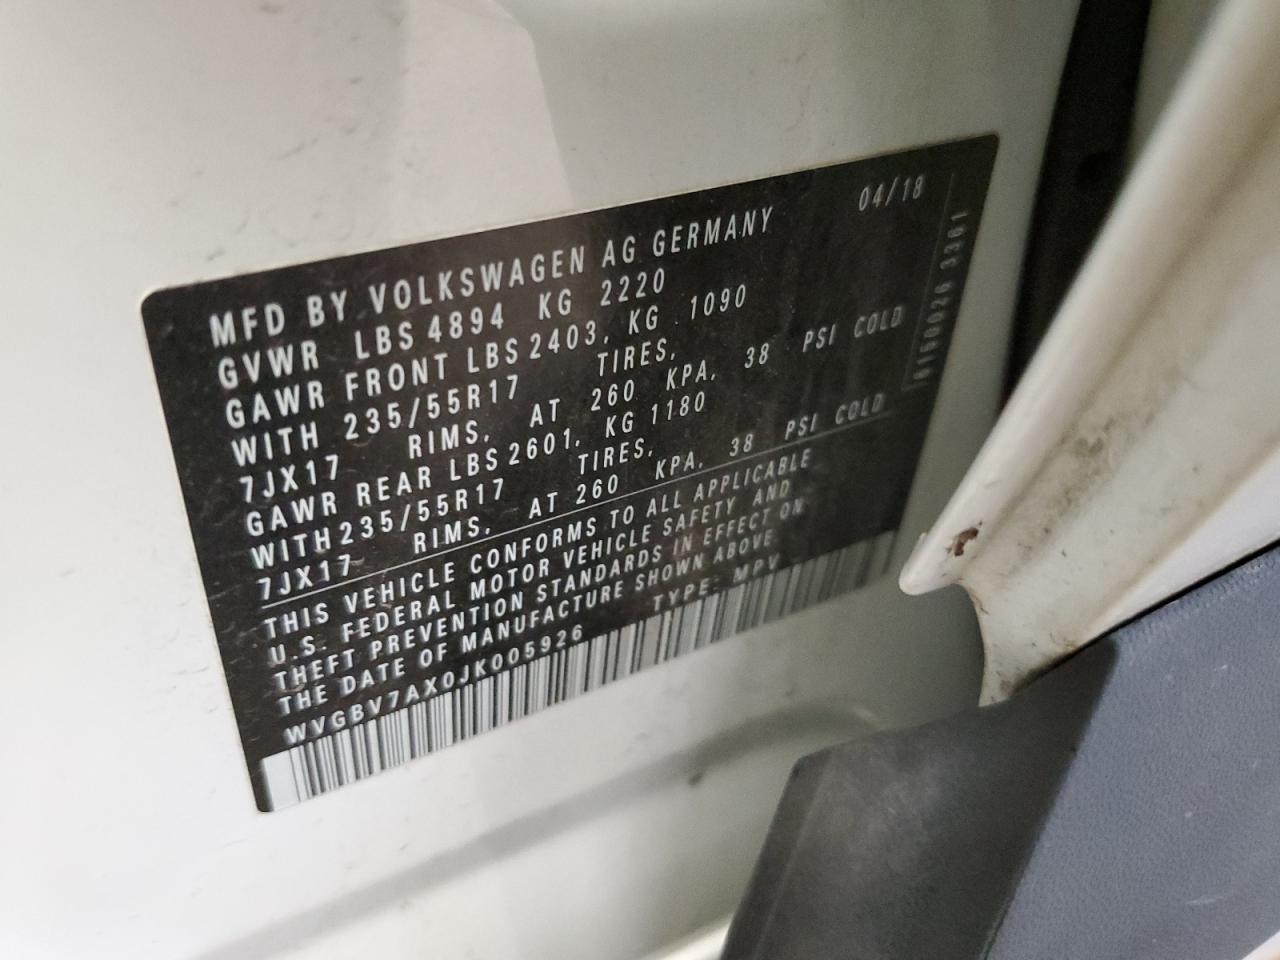 MFD BY VOLKSWAGEN AG GERMANY 04/18
GVWR LBS 4894 KG 2220
GAWR FRONT LBS 2403, KG 1090
WITH 235/55R17 TIRES,
7JX17 RIMS, AT 260 KPA, 38 PSI COLD
GAWR REAR LBS 2601, KG 1180
WITH 235/55R17 TIRES,
7JX17 RIMS, AT 260 KPA, 38 PSI COLD
THIS VEHICLE CONFORMS TO ALL APPLICABLE
U.S. FEDERAL MOTOR VEHICLE SAFETY AND
THEFT PREVENTION STANDARDS IN EFFECT ON
THE DATE OF MANUFACTURE SHOWN ABOVE
WVGBV7AX0JK005926 TYPE: MPV